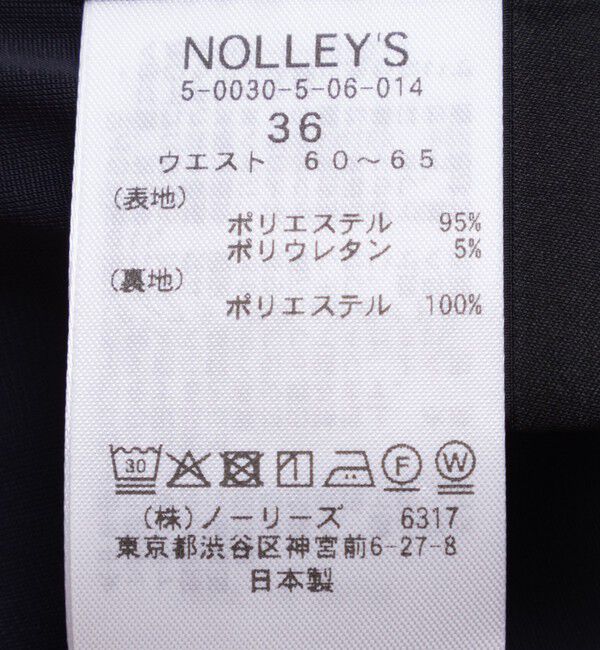 NOLLEY'S
5-0030-5-06-014
36
ウエスト 60~65
(表地)
ポリエステル 95%
ポリウレタン 5%
(裏地)
ポリエステル 100%
30 F W
(株)ノーリーズ 6317
東京都渋谷区神宮前6-27-8
日本製